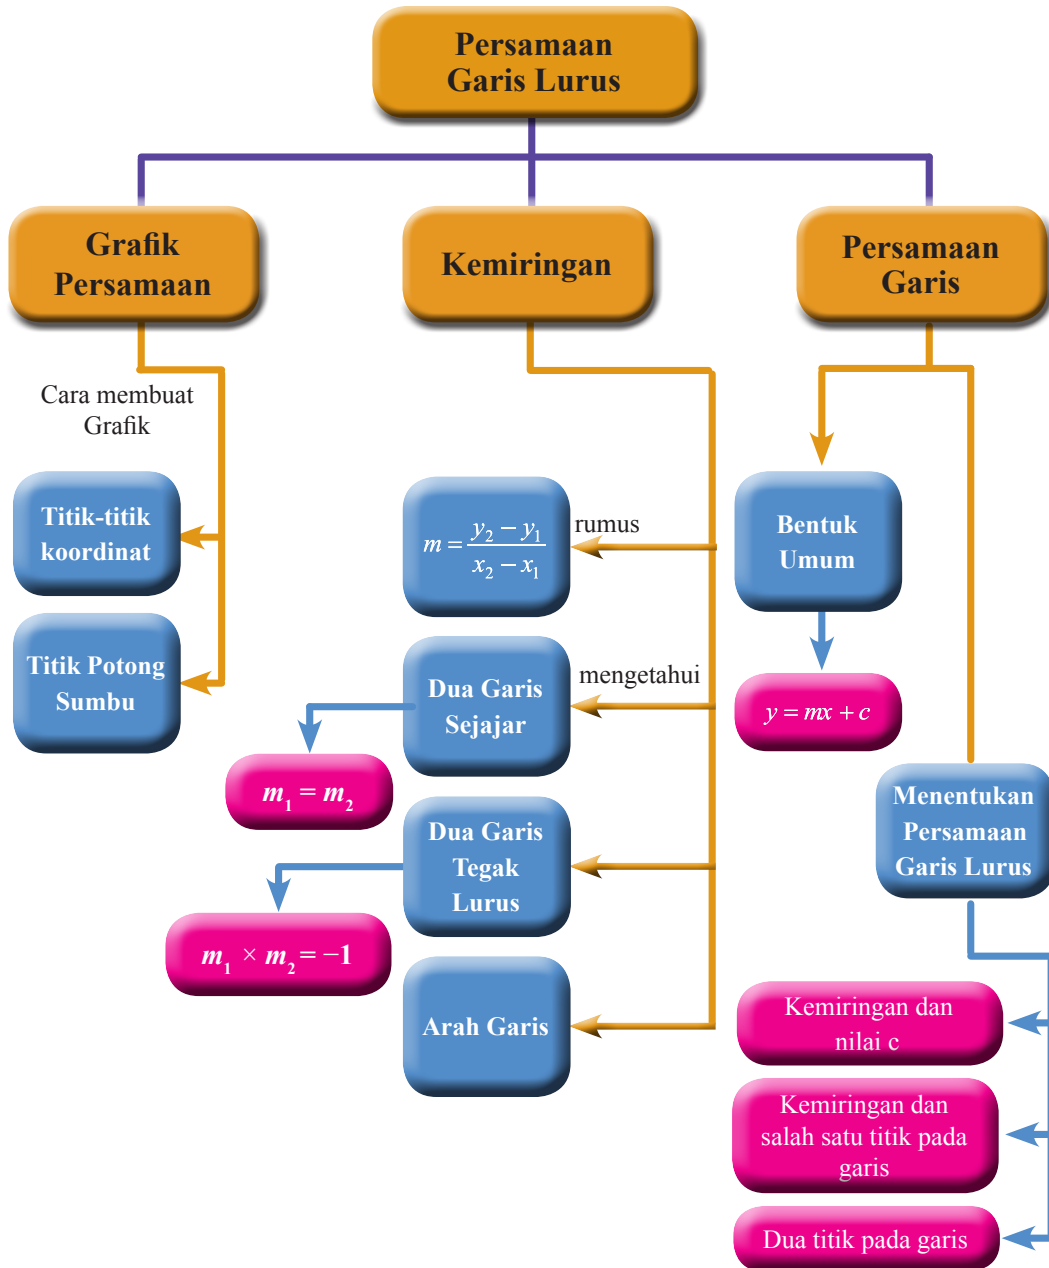 Persamaan
Garis Lurus
Grafik
Persamaan
Kemiringan
Persamaan
Garis
Cara membuat
Grafik
Titik-titik
koordinat
Titik Potong
Sumbu
m = (y₂ − y₁)/(x₂ − x₁)
rumus
Dua Garis
Sejajar
mengetahui
m₁ = m₂
Dua Garis
Tegak
Lurus
m₁ × m₂ = −1
Arah Garis
Bentuk
Umum
y = mx + c
Menentukan
Persamaan
Garis Lurus
Kemiringan dan
nilai c
Kemiringan dan
salah satu titik pada
garis
Dua titik pada garis